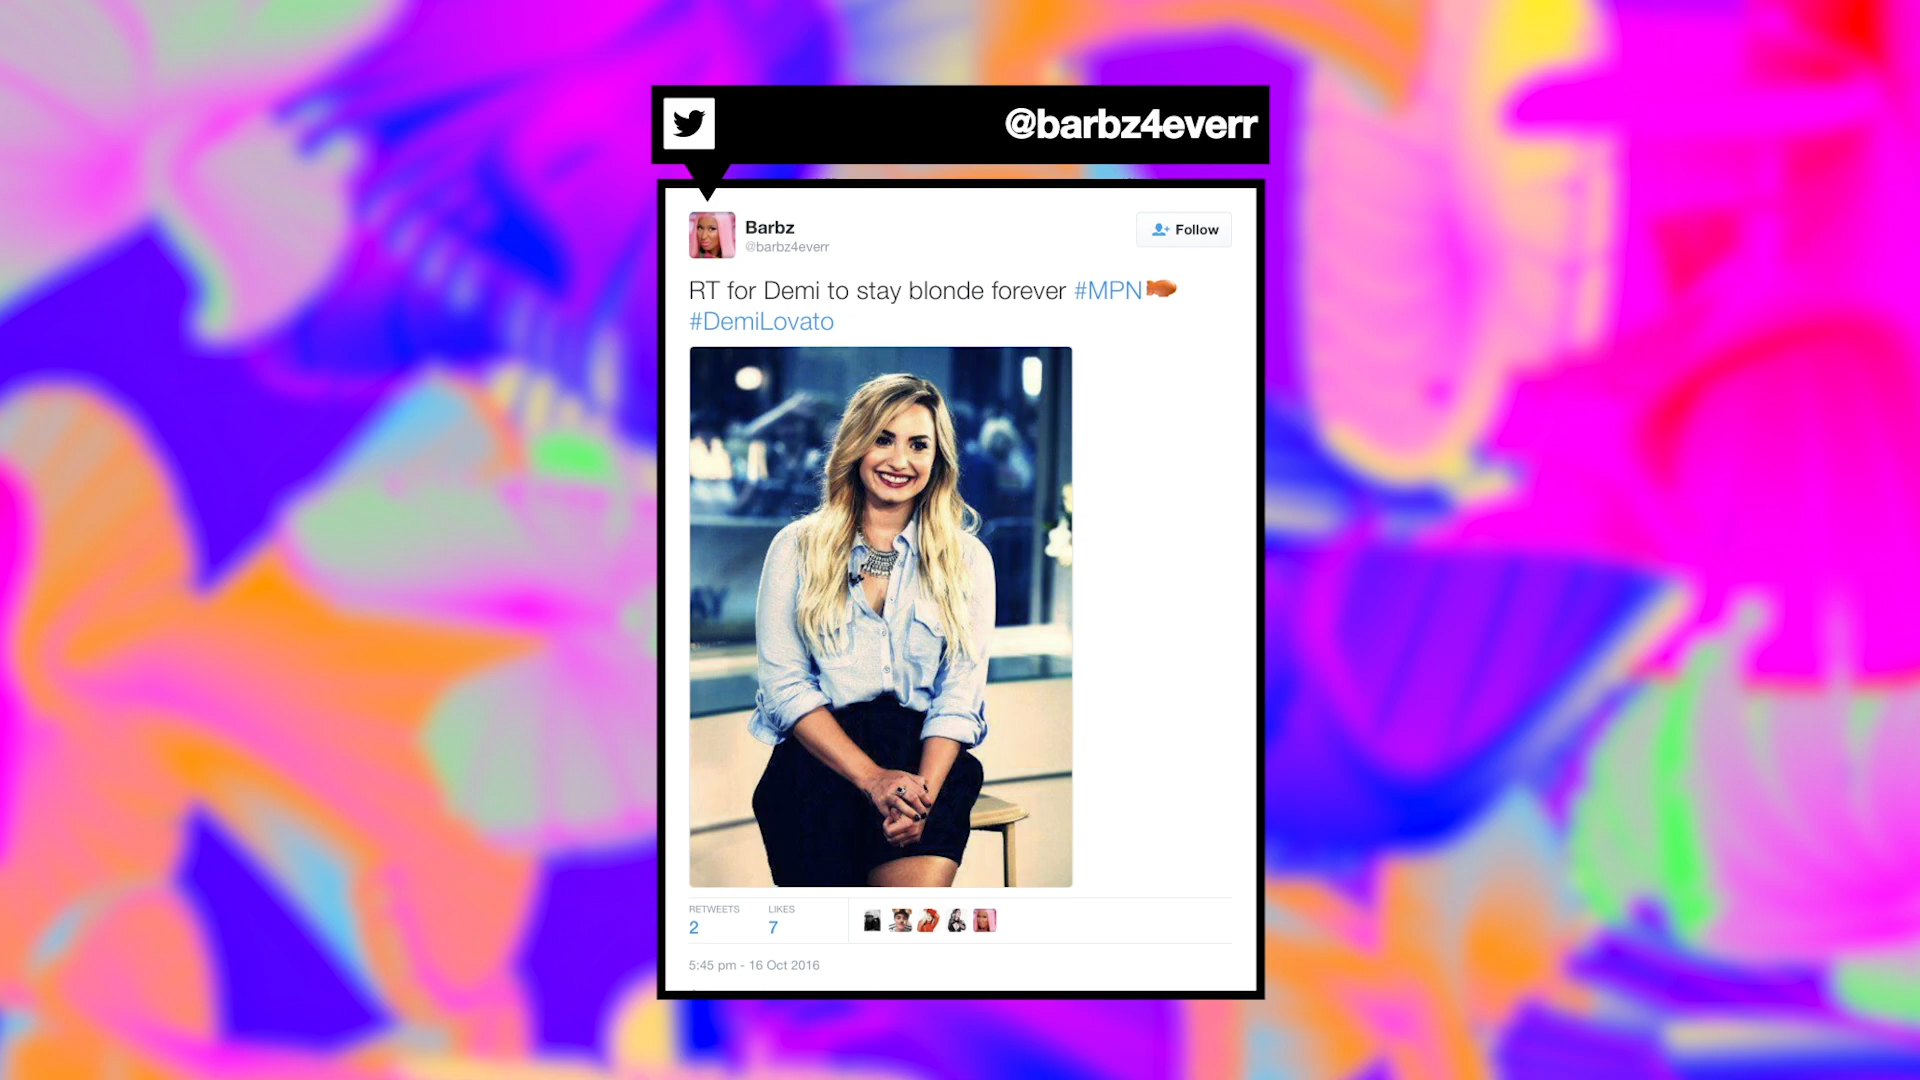 @barbz4everr
Barbz
@barbz4everr
Follow
RT for Demi to stay blonde forever #MPN
#DemiLovato
RETWEETS
LIKES
2
7
5:45 pm - 16 Oct 2016